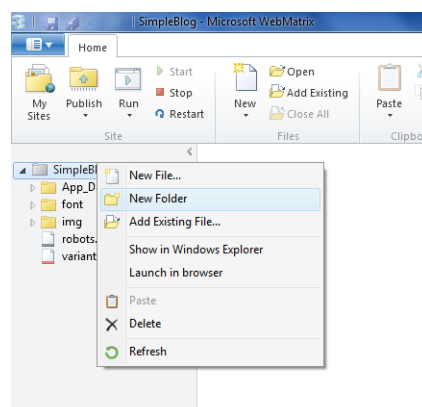 SimpleBlog - Microsoft WebMatrix
Home
My Sites
Publish
Run
Start
Stop
Restart
Site
New
Open
Add Existing
Close All
Files
Paste
SimpleBl
App_D
font
img
robots.
variant
New File...
New Folder
Add Existing File...
Show in Windows Explorer
Launch in browser
Paste
Delete
Refresh